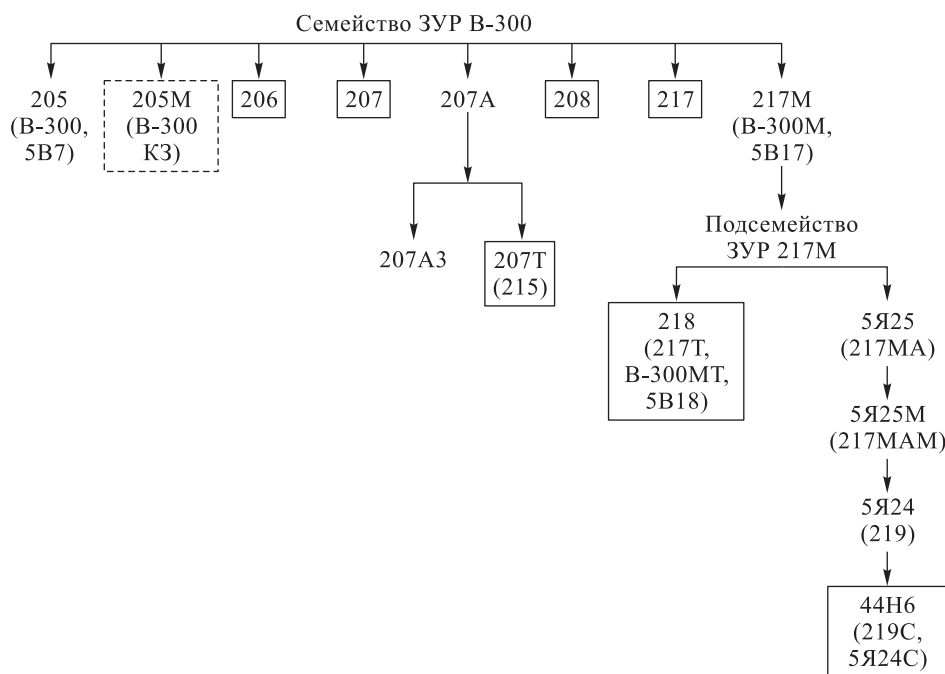 Семейство ЗУР В-300
205
(В-300,
5В7)
205М
(В-300
КЗ)
206
207
207А
208
217
217М
(В-300М,
5В17)
207А3
207Т
(215)
Подсемейство
ЗУР 217М
218
(217Т,
В-300МТ,
5В18)
5Я25
(217МА)
5Я25М
(217МАМ)
5Я24
(219)
44Н6
(219С,
5Я24С)